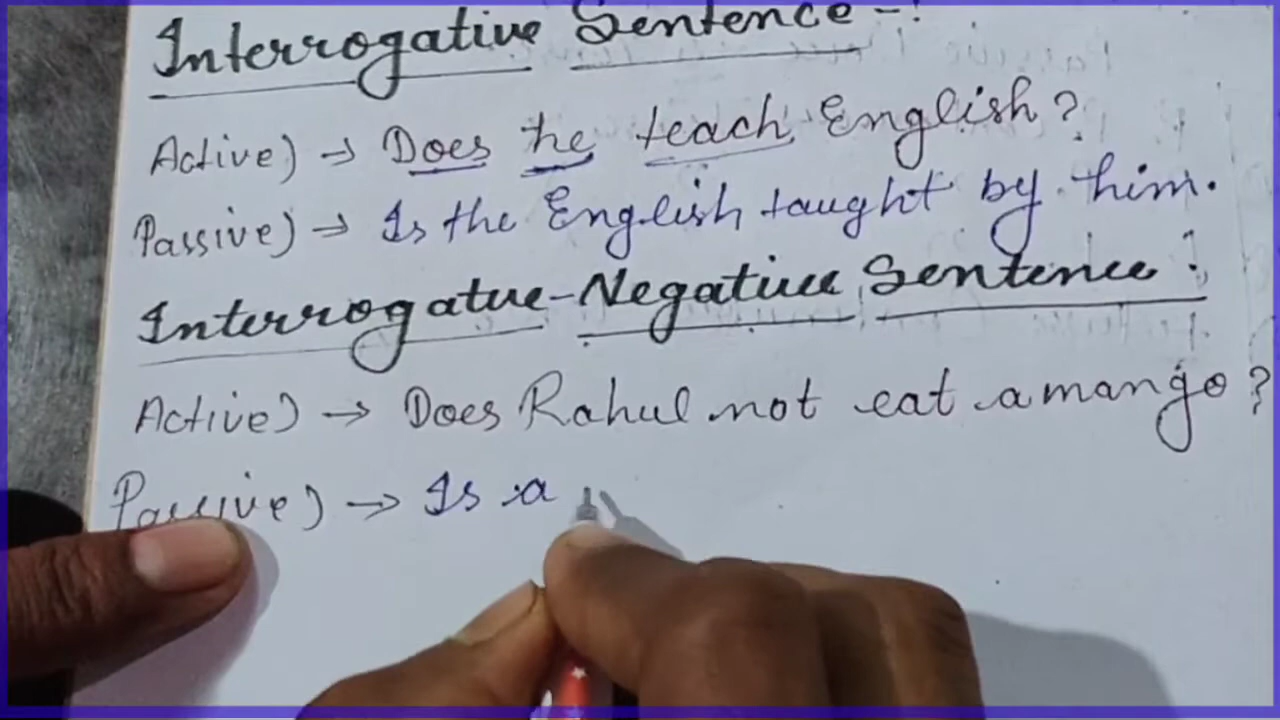 Interrogative Sentence -:
Active) → Does he teach English?
Passive) → Is the English taught by him.
Interrogatve-Negative Sentence:
Active) → Does Rahul not eat a mango?
Passive) → Is a